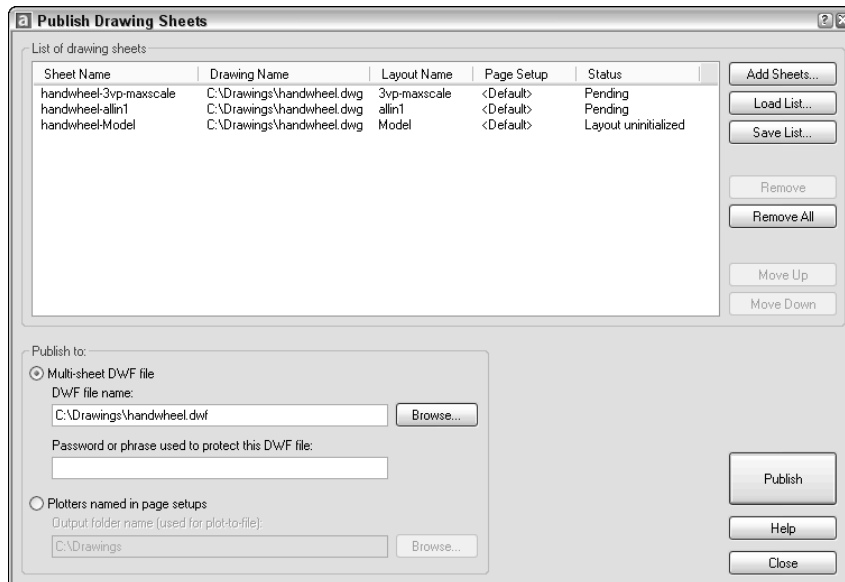 a Publish Drawing Sheets
List of drawing sheets
Sheet Name Drawing Name Layout Name Page Setup Status
handwheel-3vp-maxscale C:\Drawings\handwheel.dwg 3vp-maxscale <Default> Pending
handwheel-allin1 C:\Drawings\handwheel.dwg allin1 <Default> Pending
handwheel-Model C:\Drawings\handwheel.dwg Model <Default> Layout uninitialized
Add Sheets...
Load List...
Save List...
Remove
Remove All
Move Up
Move Down
Publish to:
Multi-sheet DWF file
DWF file name:
C:\Drawings\handwheel.dwf Browse...
Password or phrase used to protect this DWF file:
Plotters named in page setups
Output folder name (used for plot-to-file):
C:\Drawings Browse...
Publish
Help
Close